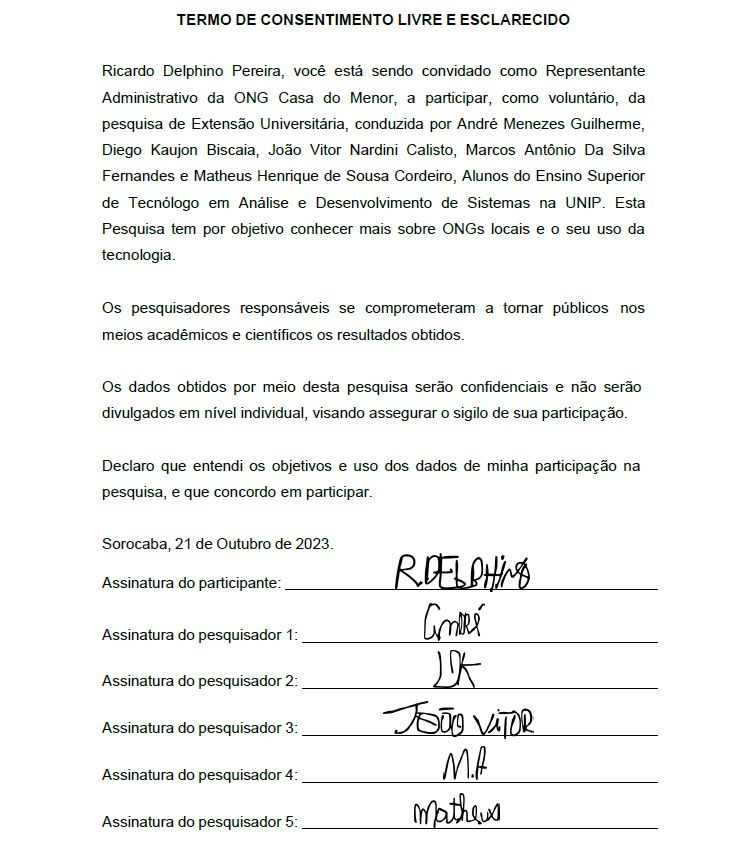 TERMO DE CONSENTIMENTO LIVRE E ESCLARECIDO
Ricardo Delphino Pereira, você está sendo convidado como Representante
Administrativo da ONG Casa do Menor, a participar, como voluntário, da
pesquisa de Extensão Universitária, conduzida por André Menezes Guilherme,
Diego Kaujon Biscaia, João Vitor Nardini Calisto, Marcos Antônio Da Silva
Fernandes e Matheus Henrique de Sousa Cordeiro, Alunos do Ensino Superior
de Tecnólogo em Análise e Desenvolvimento de Sistemas na UNIP. Esta
Pesquisa tem por objetivo conhecer mais sobre ONGs locais e o seu uso da
tecnologia.
Os pesquisadores responsáveis se comprometeram a tornar públicos nos
meios acadêmicos e científicos os resultados obtidos.
Os dados obtidos por meio desta pesquisa serão confidenciais e não serão
divulgados em nível individual, visando assegurar o sigilo de sua participação.
Declaro que entendi os objetivos e uso dos dados de minha participação na
pesquisa, e que concordo em participar.
Sorocaba, 21 de Outubro de 2023.
Assinatura do participante: R.DELPHINO
Assinatura do pesquisador 1: André
Assinatura do pesquisador 2:
Assinatura do pesquisador 3: JOÃO VITOR
Assinatura do pesquisador 4: M.A
Assinatura do pesquisador 5: Matheus